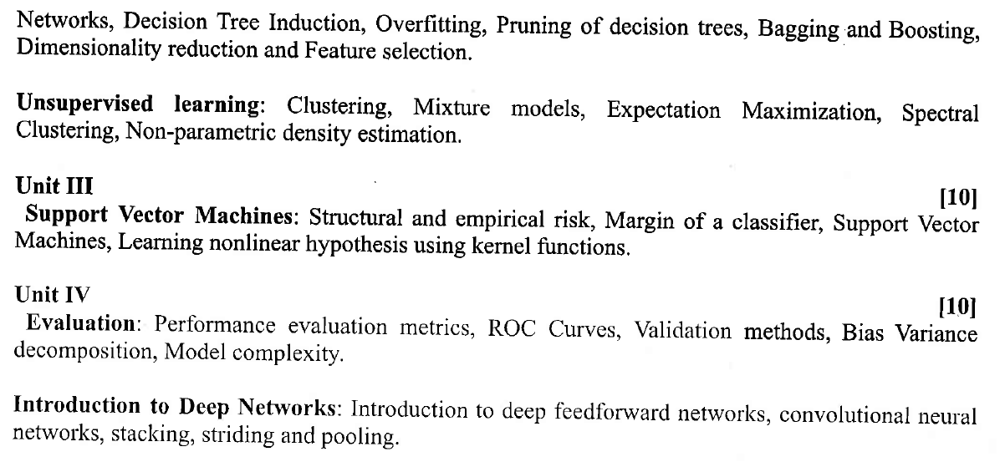 Networks, Decision Tree Induction, Overfitting, Pruning of decision trees, Bagging and Boosting,
Dimensionality reduction and Feature selection.
Unsupervised learning: Clustering, Mixture models, Expectation Maximization, Spectral
Clustering, Non-parametric density estimation.
Unit III
[10]
Support Vector Machines: Structural and empirical risk, Margin of a classifier, Support Vector
Machines, Learning nonlinear hypothesis using kernel functions.
Unit IV
[10]
Evaluation: Performance evaluation metrics, ROC Curves, Validation methods, Bias Variance
decomposition, Model complexity.
Introduction to Deep Networks: Introduction to deep feedforward networks, convolutional neural
networks, stacking, striding and pooling.